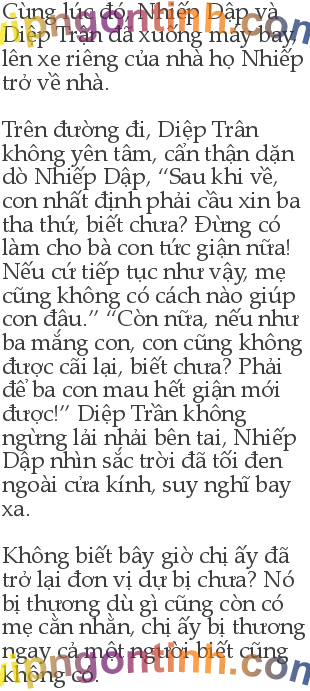 Cùng lúc đó, Nhiếp Dập và
Diệp Trân đã xuống máy bay,
lên xe riêng của nhà họ Nhiếp
trở về nhà.
Trên đường đi, Diệp Trân
không yên tâm, cẩn thận dặn
dò Nhiếp Dập, “Sau khi về,
con nhất định phải cầu xin ba
tha thứ, biết chưa? Đừng có
làm cho bà con tức giận nữa!
Nếu cứ tiếp tục như vậy, mẹ
cũng không có cách nào giúp
con đâu.” “Còn nữa, nếu như
ba mắng con, con cũng không
được cãi lại, biết chưa? Phải
để ba con mau hết giận mới
được!” Diệp Trần không
ngừng lải nhải bên tai, Nhiếp
Dập nhìn sắc trời đã tối đen
ngoài cửa kính, suy nghĩ bay
xa.
Không biết bây giờ chị ấy đã
trở lại đơn vị dự bị chưa? Nó
bị thương dù gì cũng còn có
mẹ cằn nhằn, chị ấy bị thương
ngay cả một người biết cũng
không có.
vipngontinh.com